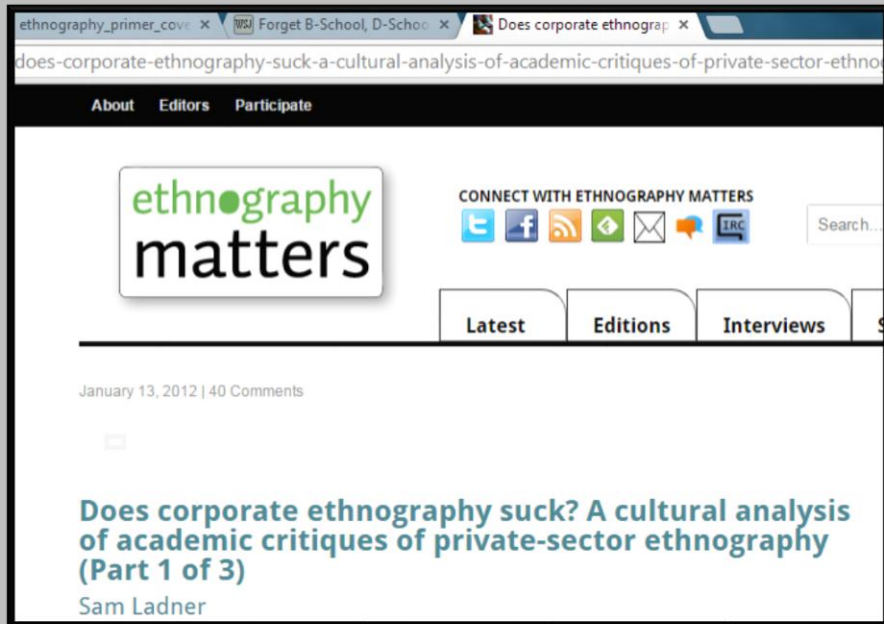 ethnography_primer_cove
WSJ
Forget B-School, D-Schoo
Does corporate ethnograp
does-corporate-ethnography-suck-a-cultural-analysis-of-academic-critiques-of-private-sector-ethno
About Editors Participate
ethnography
matters
CONNECT WITH ETHNOGRAPHY MATTERS
IRC
Search...
Latest Editions Interviews S
January 13, 2012 | 40 Comments
Does corporate ethnography suck? A cultural analysis
of academic critiques of private-sector ethnography
(Part 1 of 3)
Sam Ladner